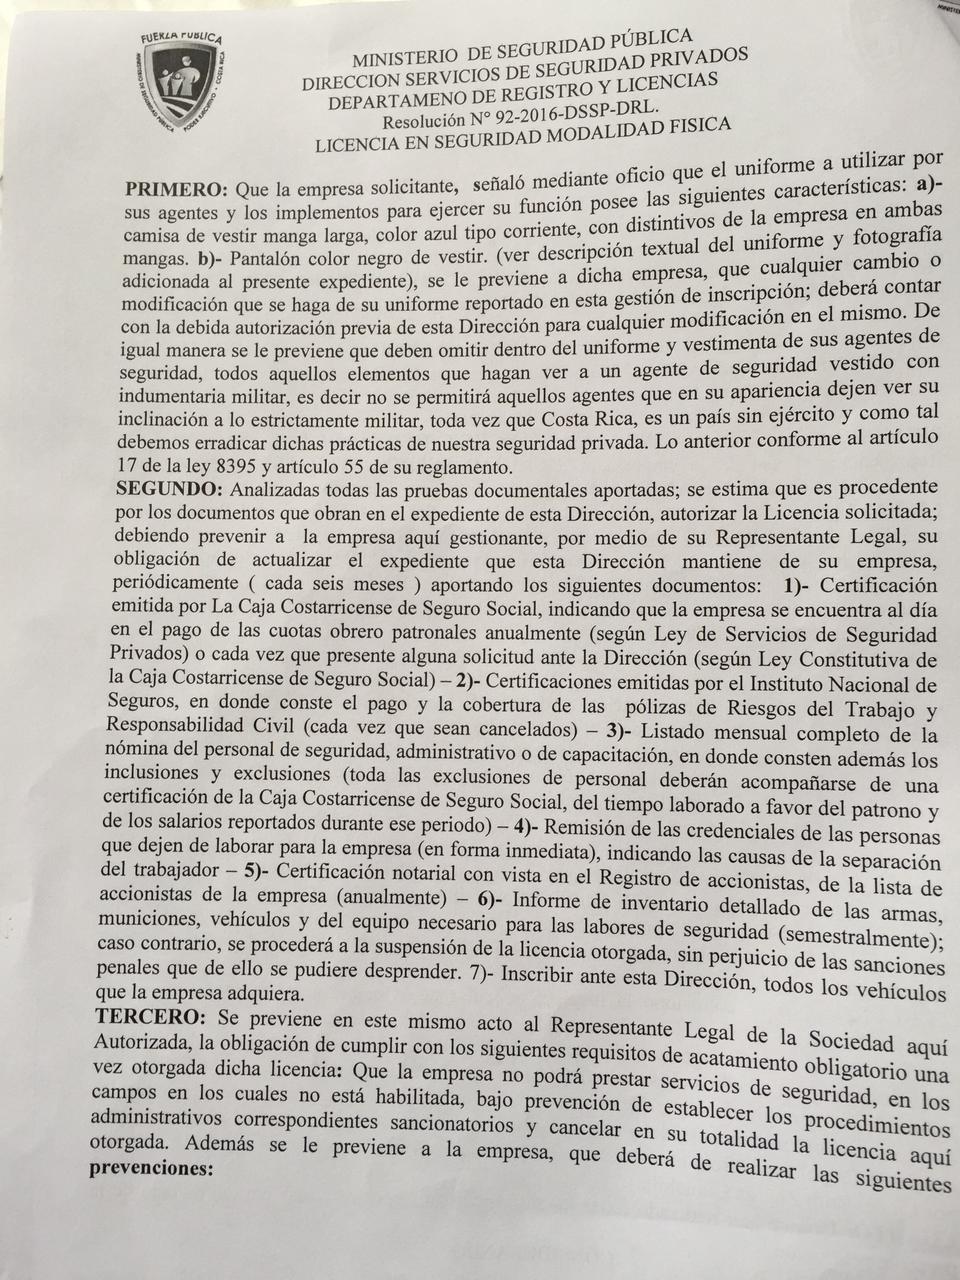 FUERZA PUBLICA
MINISTERIO DE SEGURIDAD PÚBLICA
PODER EJECUTIVO • COSTA RICA
MINISTERIO DE SEGURIDAD PÚBLICA
DIRECCION SERVICIOS DE SEGURIDAD PRIVADOS
DEPARTAMENO DE REGISTRO Y LICENCIAS
Resolución N° 92-2016-DSSP-DRL.
LICENCIA EN SEGURIDAD MODALIDAD FISICA
PRIMERO: Que la empresa solicitante, señaló mediante oficio que el uniforme a utilizar por
sus agentes y los implementos para ejercer su función posee las siguientes características: a)-
camisa de vestir manga larga, color azul tipo corriente, con distintivos de la empresa en ambas
mangas. b)- Pantalón color negro de vestir. (ver descripción textual del uniforme y fotografía
adicionada al presente expediente), se le previene a dicha empresa, que cualquier cambio o
modificación que se haga de su uniforme reportado en esta gestión de inscripción; deberá contar
con la debida autorización previa de esta Dirección para cualquier modificación en el mismo. De
igual manera se le previene que deben omitir dentro del uniforme y vestimenta de sus agentes de
seguridad, todos aquellos elementos que hagan ver a un agente de seguridad vestido con
indumentaria militar, es decir no se permitirá aquellos agentes que en su apariencia dejen ver su
inclinación a lo estrictamente militar, toda vez que Costa Rica, es un país sin ejército y como tal
debemos erradicar dichas prácticas de nuestra seguridad privada. Lo anterior conforme al artículo
17 de la ley 8395 y artículo 55 de su reglamento.
SEGUNDO: Analizadas todas las pruebas documentales aportadas; se estima que es procedente
por los documentos que obran en el expediente de esta Dirección, autorizar la Licencia solicitada;
debiendo prevenir a la empresa aquí gestionante, por medio de su Representante Legal, su
obligación de actualizar el expediente que esta Dirección mantiene de su empresa,
periódicamente ( cada seis meses ) aportando los siguientes documentos: 1)- Certificación
emitida por La Caja Costarricense de Seguro Social, indicando que la empresa se encuentra al día
en el pago de las cuotas obrero patronales anualmente (según Ley de Servicios de Seguridad
Privados) o cada vez que presente alguna solicitud ante la Dirección (según Ley Constitutiva de
la Caja Costarricense de Seguro Social) – 2)- Certificaciones emitidas por el Instituto Nacional de
Seguros, en donde conste el pago y la cobertura de las pólizas de Riesgos del Trabajo y
Responsabilidad Civil (cada vez que sean cancelados) – 3)- Listado mensual completo de la
nómina del personal de seguridad, administrativo o de capacitación, en donde consten además los
inclusiones y exclusiones (toda las exclusiones de personal deberán acompañarse de una
certificación de la Caja Costarricense de Seguro Social, del tiempo laborado a favor del patrono y
de los salarios reportados durante ese periodo) – 4)- Remisión de las credenciales de las personas
que dejen de laborar para la empresa (en forma inmediata), indicando las causas de la separación
del trabajador – 5)- Certificación notarial con vista en el Registro de accionistas, de la lista de
accionistas de la empresa (anualmente) – 6)- Informe de inventario detallado de las armas,
municiones, vehículos y del equipo necesario para las labores de seguridad (semestralmente);
caso contrario, se procederá a la suspensión de la licencia otorgada, sin perjuicio de las sanciones
penales que de ello se pudiere desprender. 7)- Inscribir ante esta Dirección, todos los vehículos
que la empresa adquiera.
TERCERO: Se previene en este mismo acto al Representante Legal de la Sociedad aquí
Autorizada, la obligación de cumplir con los siguientes requisitos de acatamiento obligatorio una
vez otorgada dicha licencia: Que la empresa no podrá prestar servicios de seguridad, en los
campos en los cuales no está habilitada, bajo prevención de establecer los procedimientos
administrativos correspondientes sancionatorios y cancelar en su totalidad la licencia aquí
otorgada. Además se le previene a la empresa, que deberá de realizar las siguientes
prevenciones: